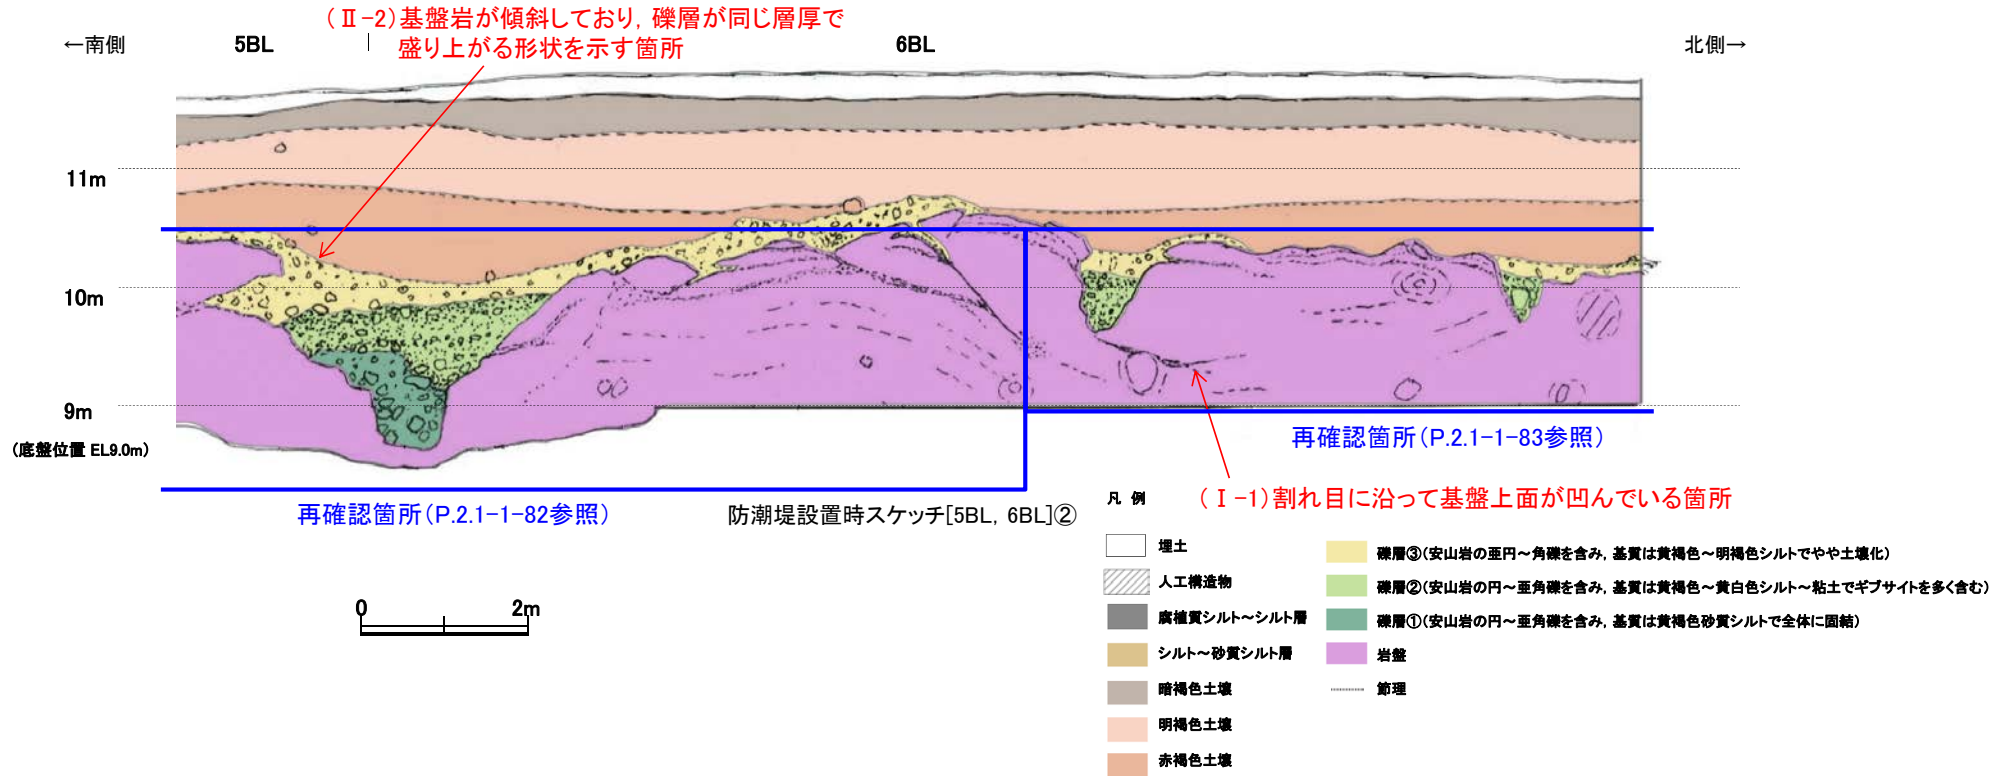 (Ⅱ-2)基盤岩が傾斜しており, 礫層が同じ層厚で
盛り上がる形状を示す箇所
←南側
5BL
6BL
北側→
11m
10m
9m
(底盤位置 EL9.0m)
再確認箇所(P.2.1-1-83参照)
(Ⅰ-1)割れ目に沿って基盤上面が凹んでいる箇所
再確認箇所(P.2.1-1-82参照)
防潮堤設置時スケッチ[5BL, 6BL]②
0
2m
凡 例
埋土
人工構造物
腐植質シルト~シルト層
シルト~砂質シルト層
暗褐色土壌
明褐色土壌
赤褐色土壌
礫層③(安山岩の亜円~角礫を含み, 基質は黄褐色~明褐色シルトでやや土壌化)
礫層②(安山岩の円~亜角礫を含み, 基質は黄褐色~黄白色シルト~粘土でギブサイトを多く含む)
礫層①(安山岩の円~亜角礫を含み, 基質は黄褐色砂質シルトで全体に固結)
岩盤
節理